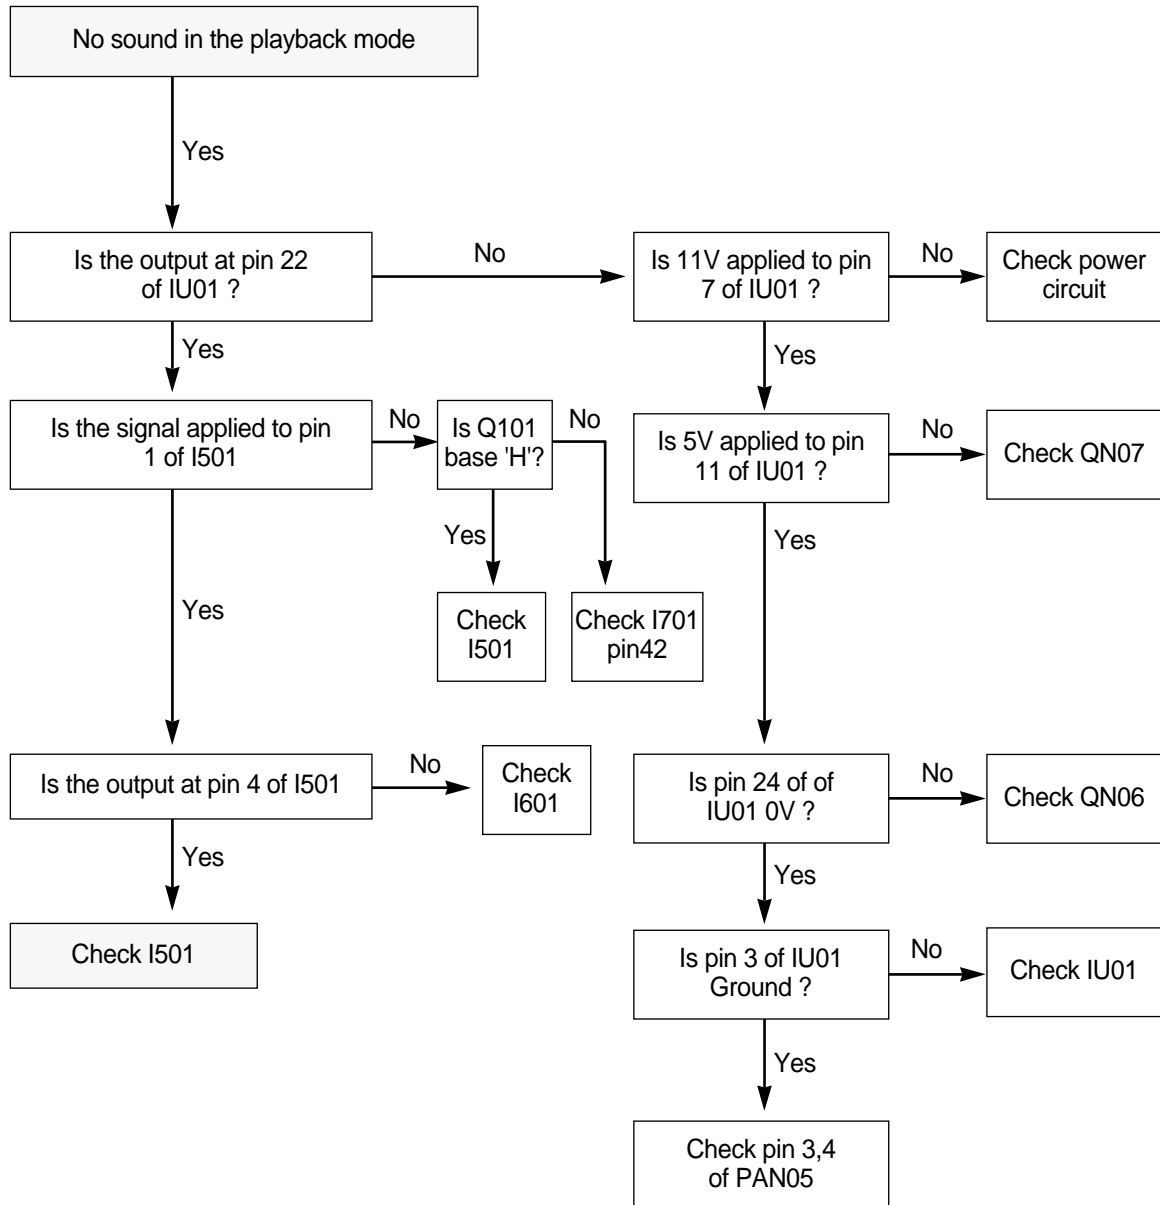 No sound in the playback mode
Yes
Is the output at pin 22
of IU01 ?
No
Is 11V applied to pin
7 of IU01 ?
No
Check power
circuit
Yes
Yes
Is the signal applied to pin
1 of I501
No
Is Q101
base 'H'?
No
Is 5V applied to pin
11 of IU01 ?
No
Check QN07
Yes
Yes
Yes
Check
I501
Check I701
pin42
Is the output at pin 4 of I501
No
Check
I601
Is pin 24 of of
IU01 0V ?
No
Check QN06
Yes
Yes
Check I501
Is pin 3 of IU01
Ground ?
No
Check IU01
Yes
Check pin 3,4
of PAN05